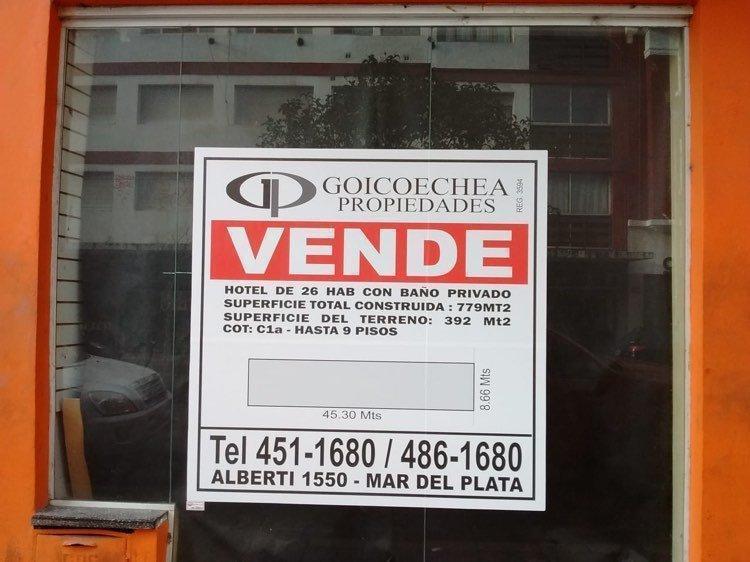 GOICOECHEA
PROPIEDADES
REG. 3594
VENDE
HOTEL DE 26 HAB CON BAÑO PRIVADO
SUPERFICIE TOTAL CONSTRUIDA : 779MT2
SUPERFICIE DEL TERRENO: 392 Mt2
COT: C1a - HASTA 9 PISOS
8.66 Mts
45.30 Mts
Tel 451-1680 / 486-1680
ALBERTI 1550 - MAR DEL PLATA